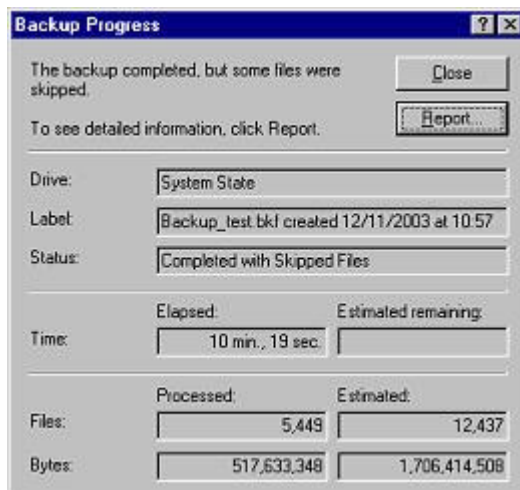 Backup Progress
The backup completed, but some files were
skipped.
To see detailed information, click Report.
Close
Report...
Drive: System State
Label: Backup_test.bkf created 12/11/2003 at 10:57
Status: Completed with Skipped Files
Elapsed: Estimated remaining:
Time: 10 min., 19 sec.
Processed: Estimated:
Files: 5,449 12,437
Bytes: 517,633,348 1,706,414,508